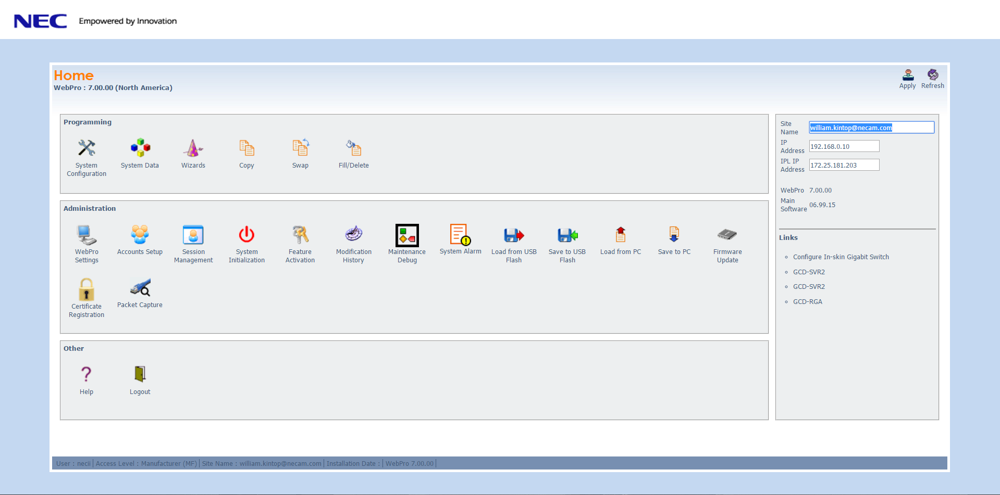 NEC Empowered by Innovation
Home
WebPro : 7.00.00 (North America)
Apply
Refresh
Programming
System
Configuration
System Data
Wizards
Copy
Swap
Fill/Delete
Administration
WebPro
Settings
Accounts Setup
Session
Management
System
Initialization
Feature
Activation
Modification
History
Maintenance
Debug
System Alarm
Load from USB
Flash
Save to USB
Flash
Load from PC
Save to PC
Firmware
Update
Certificate
Registration
Packet Capture
Other
Help
Logout
Site
Name
william.kintop@necam.com
IP
Address
192.168.0.10
IPL IP
Address
172.25.181.203
WebPro 7.00.00
Main
Software
06.99.15
Links
Configure In-skin Gigabit Switch
GCD-SVR2
GCD-SVR2
GCD-RGA
User : necii | Access Level : Manufacturer (MF) | Site Name : william.kintop@necam.com | Installation Date : | WebPro 7.00.00 |